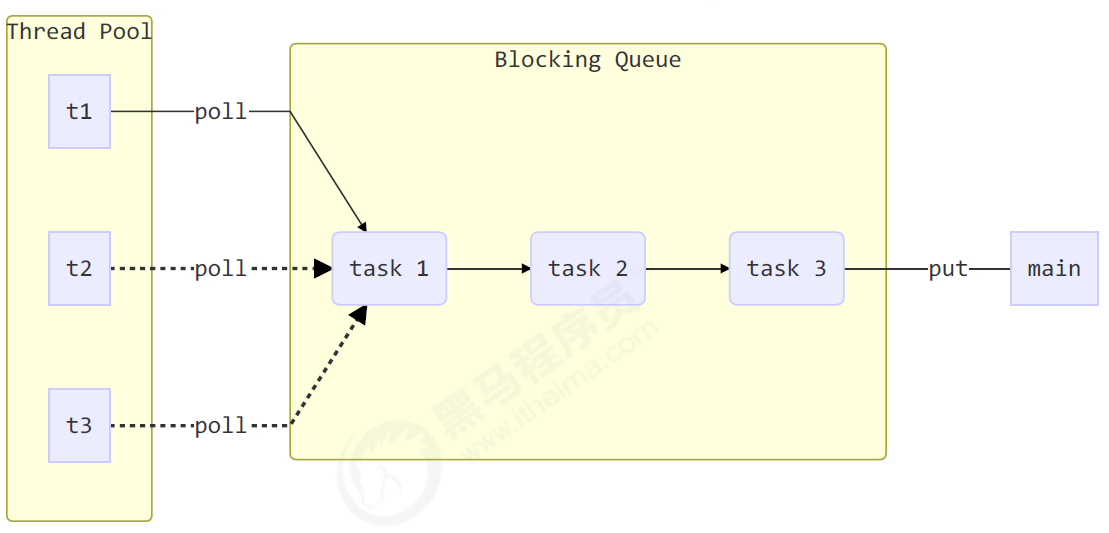 Thread Pool
Blocking Queue
t1
poll
t2
poll
task 1
task 2
task 3
put
main
t3
poll
黑马程序员
www.itheima.com